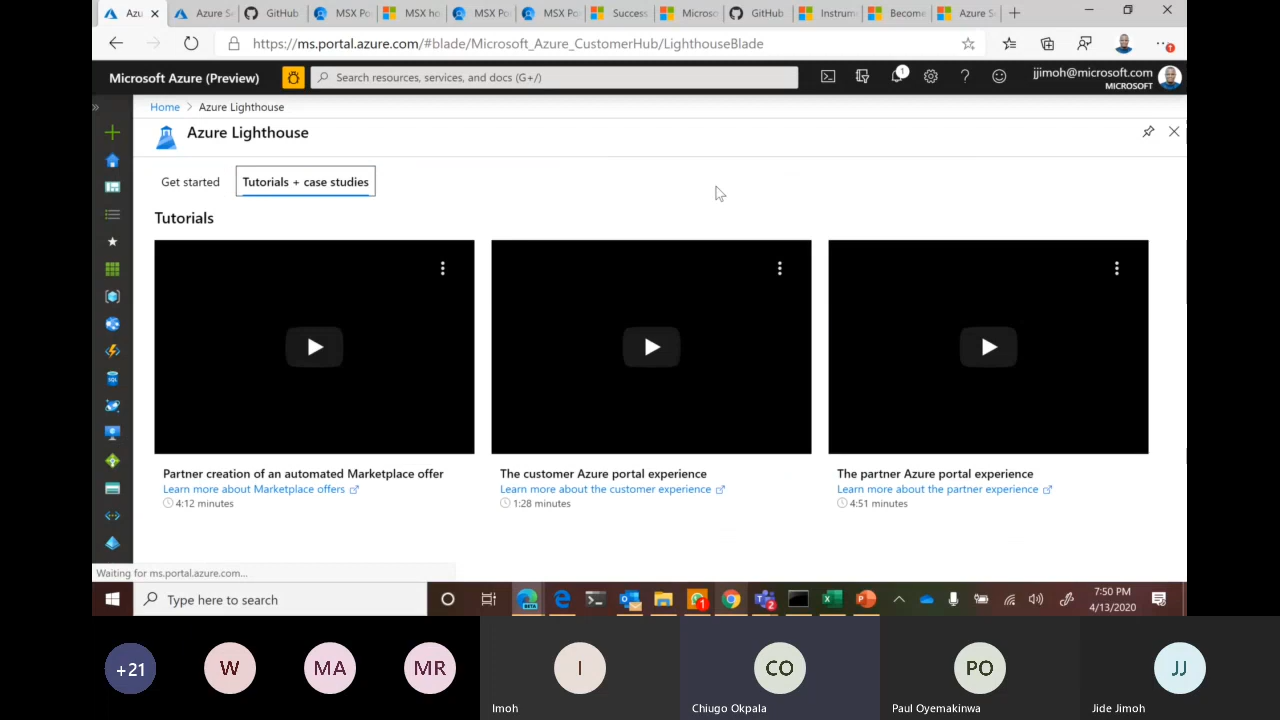 Azu
Azure Se
GitHub
MSX Po
MSX ho
MSX Po
MSX Po
Success
Microso
GitHub
Instrum
Become
Azure Se
https://ms.portal.azure.com/#blade/Microsoft_Azure_CustomerHub/LighthouseBlade
Microsoft Azure (Preview)
Search resources, services, and docs (G+/)
1
jjimoh@microsoft.com
MICROSOFT
Home > Azure Lighthouse
Azure Lighthouse
Get started
Tutorials + case studies
Tutorials
Partner creation of an automated Marketplace offer
Learn more about Marketplace offers
4:12 minutes
The customer Azure portal experience
Learn more about the customer experience
1:28 minutes
The partner Azure portal experience
Learn more about the partner experience
4:51 minutes
Waiting for ms.portal.azure.com...
Type here to search
7:50 PM
4/13/2020
+21
W
MA
MR
I
Imoh
CO
Chiugo Okpala
PO
Paul Oyemakinwa
JJ
Jide Jimoh